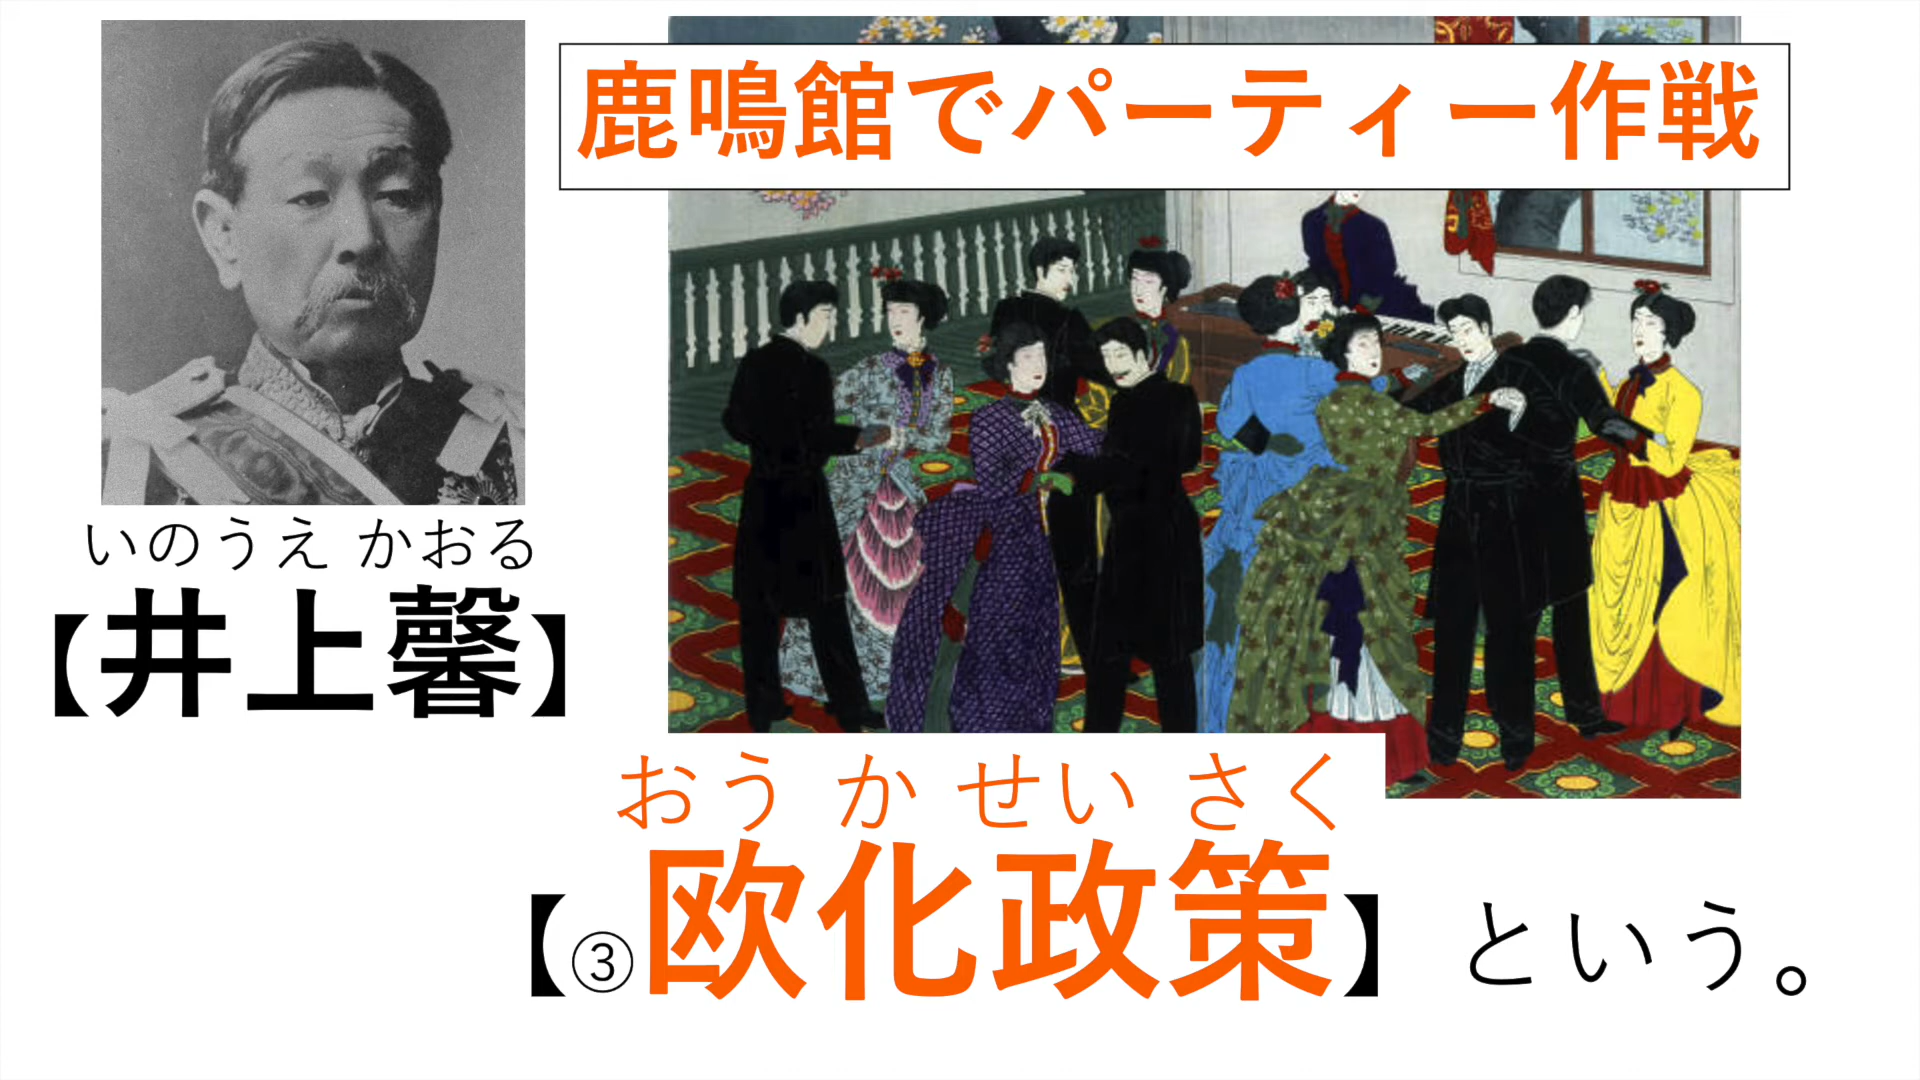 鹿鳴館でパーティー作戦
いのうえ かおる
【井上馨】
おう か せい さく
【③欧化政策】という。